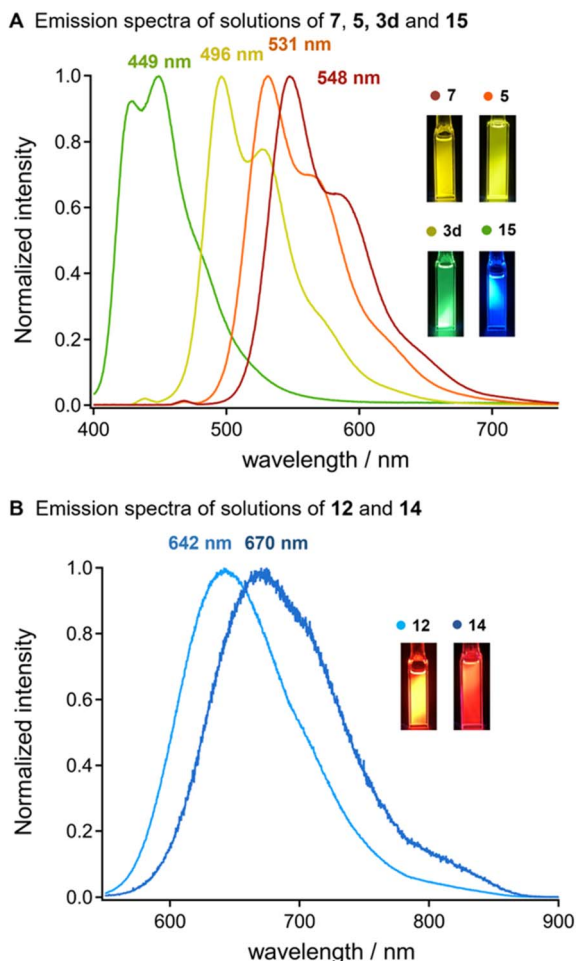 A Emission spectra of solutions of 7, 5, 3d and 15
531 nm
449 nm
496 nm
548 nm
1.0
0.8
0.6
0.4
0.2
0.0
Normalized intensity
7
5
3d
15
400
500
600
700
wavelength / nm
B Emission spectra of solutions of 12 and 14
642 nm
670 nm
1.0
0.8
0.6
0.4
0.2
0.0
Normalized intensity
12
14
600
700
800
900
wavelength / nm